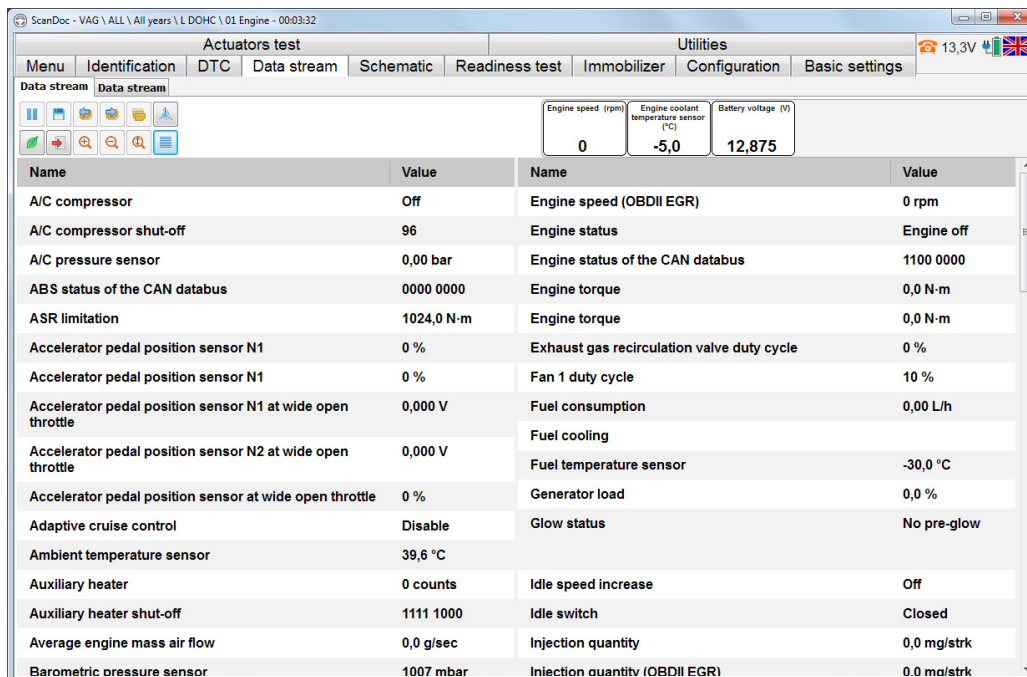 ScanDoc - VAG \ ALL \ All years \ L DOHC \ 01 Engine - 00:03:32
Actuators test
Utilities
13,3V
Menu
Identification
DTC
Data stream
Schematic
Readiness test
Immobilizer
Configuration
Basic settings
Data stream
Data stream
Engine speed (rpm)
0
Engine coolant
temperature sensor
(°C)
-5,0
Battery voltage (V)
12,875
Name Value Name Value
A/C compressor Off Engine speed (OBDII EGR) 0 rpm
A/C compressor shut-off 96 Engine status Engine off
A/C pressure sensor 0,00 bar Engine status of the CAN databus 1100 0000
ABS status of the CAN databus 0000 0000 Engine torque 0,0 N·m
ASR limitation 1024,0 N·m Engine torque 0,0 N·m
Accelerator pedal position sensor N1 0 % Exhaust gas recirculation valve duty cycle 0 %
Accelerator pedal position sensor N1 0 % Fan 1 duty cycle 10 %
Accelerator pedal position sensor N1 at wide open 0,000 V Fuel consumption 0,00 L/h
throttle
Fuel cooling
Accelerator pedal position sensor N2 at wide open 0,000 V
throttle Fuel temperature sensor -30,0 °C
Accelerator pedal position sensor at wide open throttle 0 % Generator load 0,0 %
Adaptive cruise control Disable Glow status No pre-glow
Ambient temperature sensor 39,6 °C
Auxiliary heater 0 counts Idle speed increase Off
Auxiliary heater shut-off 1111 1000 Idle switch Closed
Average engine mass air flow 0,0 g/sec Injection quantity 0,0 mg/strk
Barometric pressure sensor 1007 mbar Injection quantity (OBDII EGR) 0,0 mg/strk